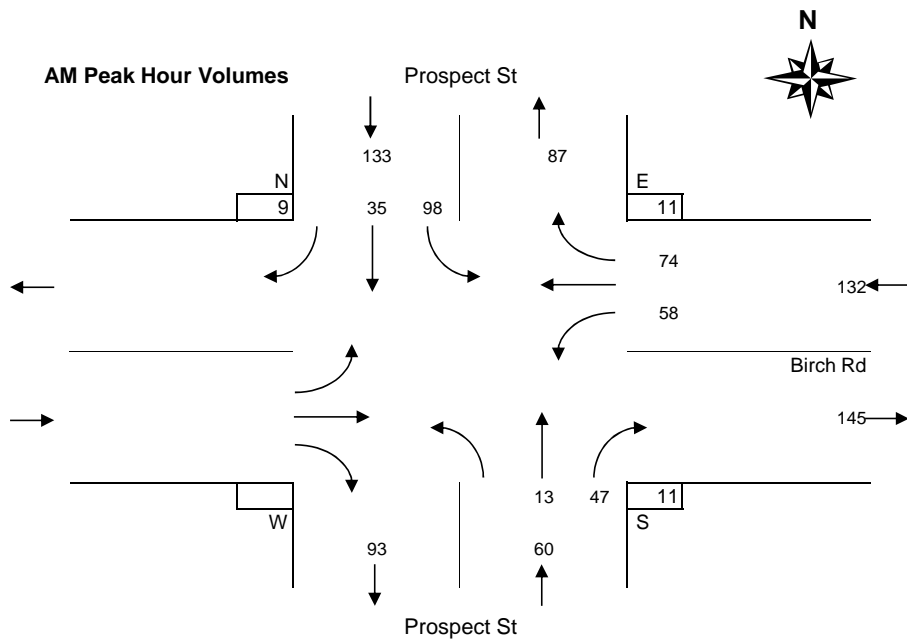 N
AM Peak Hour Volumes
Prospect St
133
87
N
E
9
35
98
11
74
132
58
Birch Rd
145
13
47
11
W
S
93
60
Prospect St